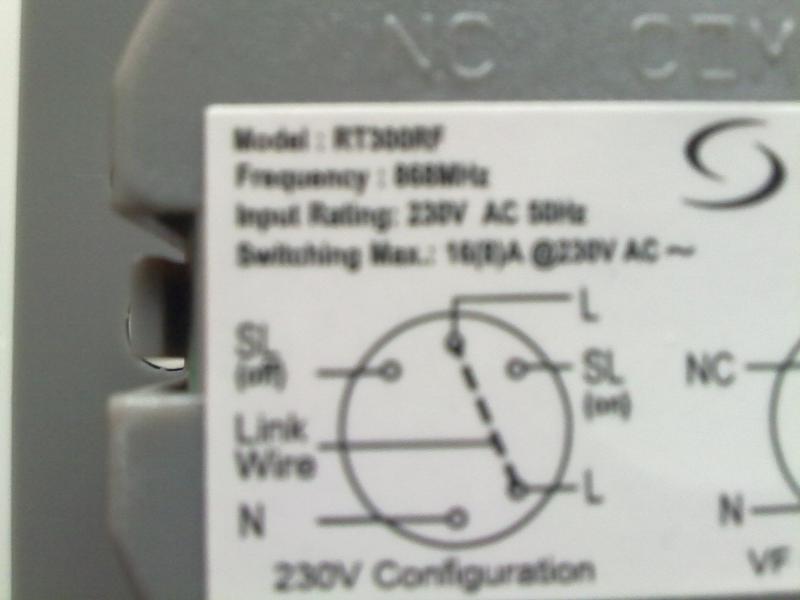 NC COM
Model : RT300RF
Frequency : 868MHz
Input Rating: 230V AC 50Hz
Switching Max.: 16(8)A @230V AC ~
L
SL
(off)
SL
(on)
NC
Link
Wire
L
N
N
230V Configuration
VF